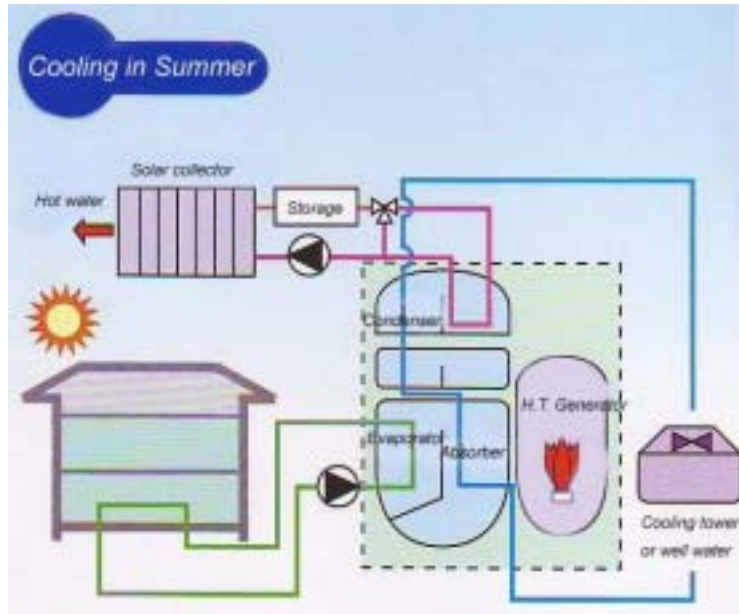 Cooling in Summer
Solar collector
Hot water
Storage
Condenser
H.T. Generator
Evaporator
Absorber
Cooling tower
or well water